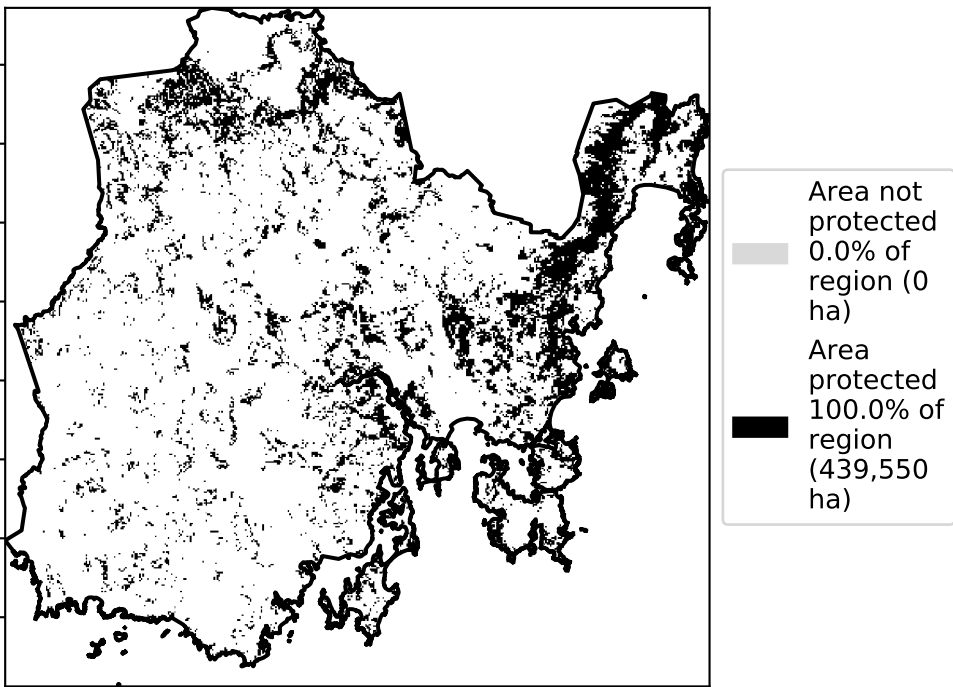 Area not
protected
0.0% of
region (0
ha)
Area
protected
100.0% of
region
(439,550
ha)